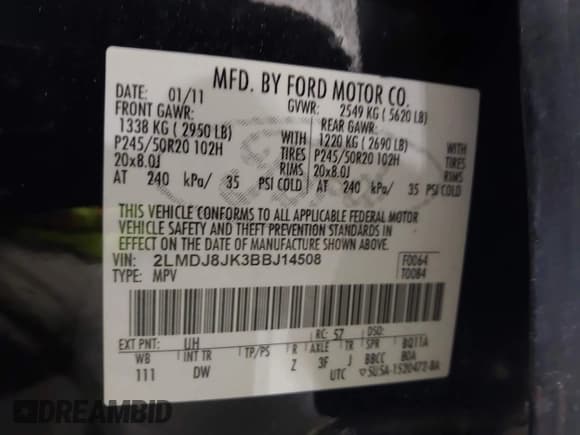 MFD. BY FORD MOTOR CO.
DATE: 01/11 GVWR: 2549 KG ( 5620 LB)
FRONT GAWR: REAR GAWR:
1338 KG ( 2950 LB) WITH 1220 KG ( 2690 LB) WITH
P245/50R20 102H TIRES P245/50R20 102H TIRES
20x8.0J RIMS 20x8.0J RIMS
AT 240 kPa/ 35 PSI COLD AT 240 kPa/ 35 PSI COLD
THIS VEHICLE CONFORMS TO ALL APPLICABLE FEDERAL MOTOR
VEHICLE SAFETY AND THEFT PREVENTION STANDARDS IN
EFFECT ON THE DATE OF MANUFACTURE SHOWN ABOVE.
VIN: 2LMDJ8JK3BBJ14508 F0064
TYPE: MPV T0084
EXT PNT: UH RC: 57 DSO:
WB INT TR TP/PS R AXLE TR SPR BQ11A
111 DW Z 3F J BBCC BOA
UTC 5U5A-1520472-BA
DREAMBID